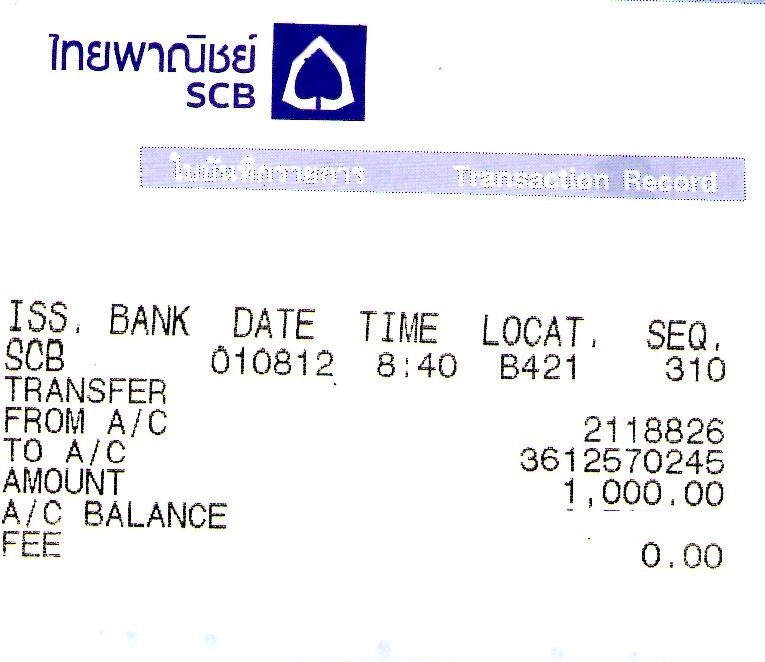 ไทยพาณิชย์
SCB
ใบบันทึกรายการ Transaction Record
ISS. BANK DATE TIME LOCAT. SEQ.
SCB 010812 8:40 B421 310
TRANSFER
FROM A/C 2118826
TO A/C 3612570245
AMOUNT 1,000.00
A/C BALANCE
FEE 0.00